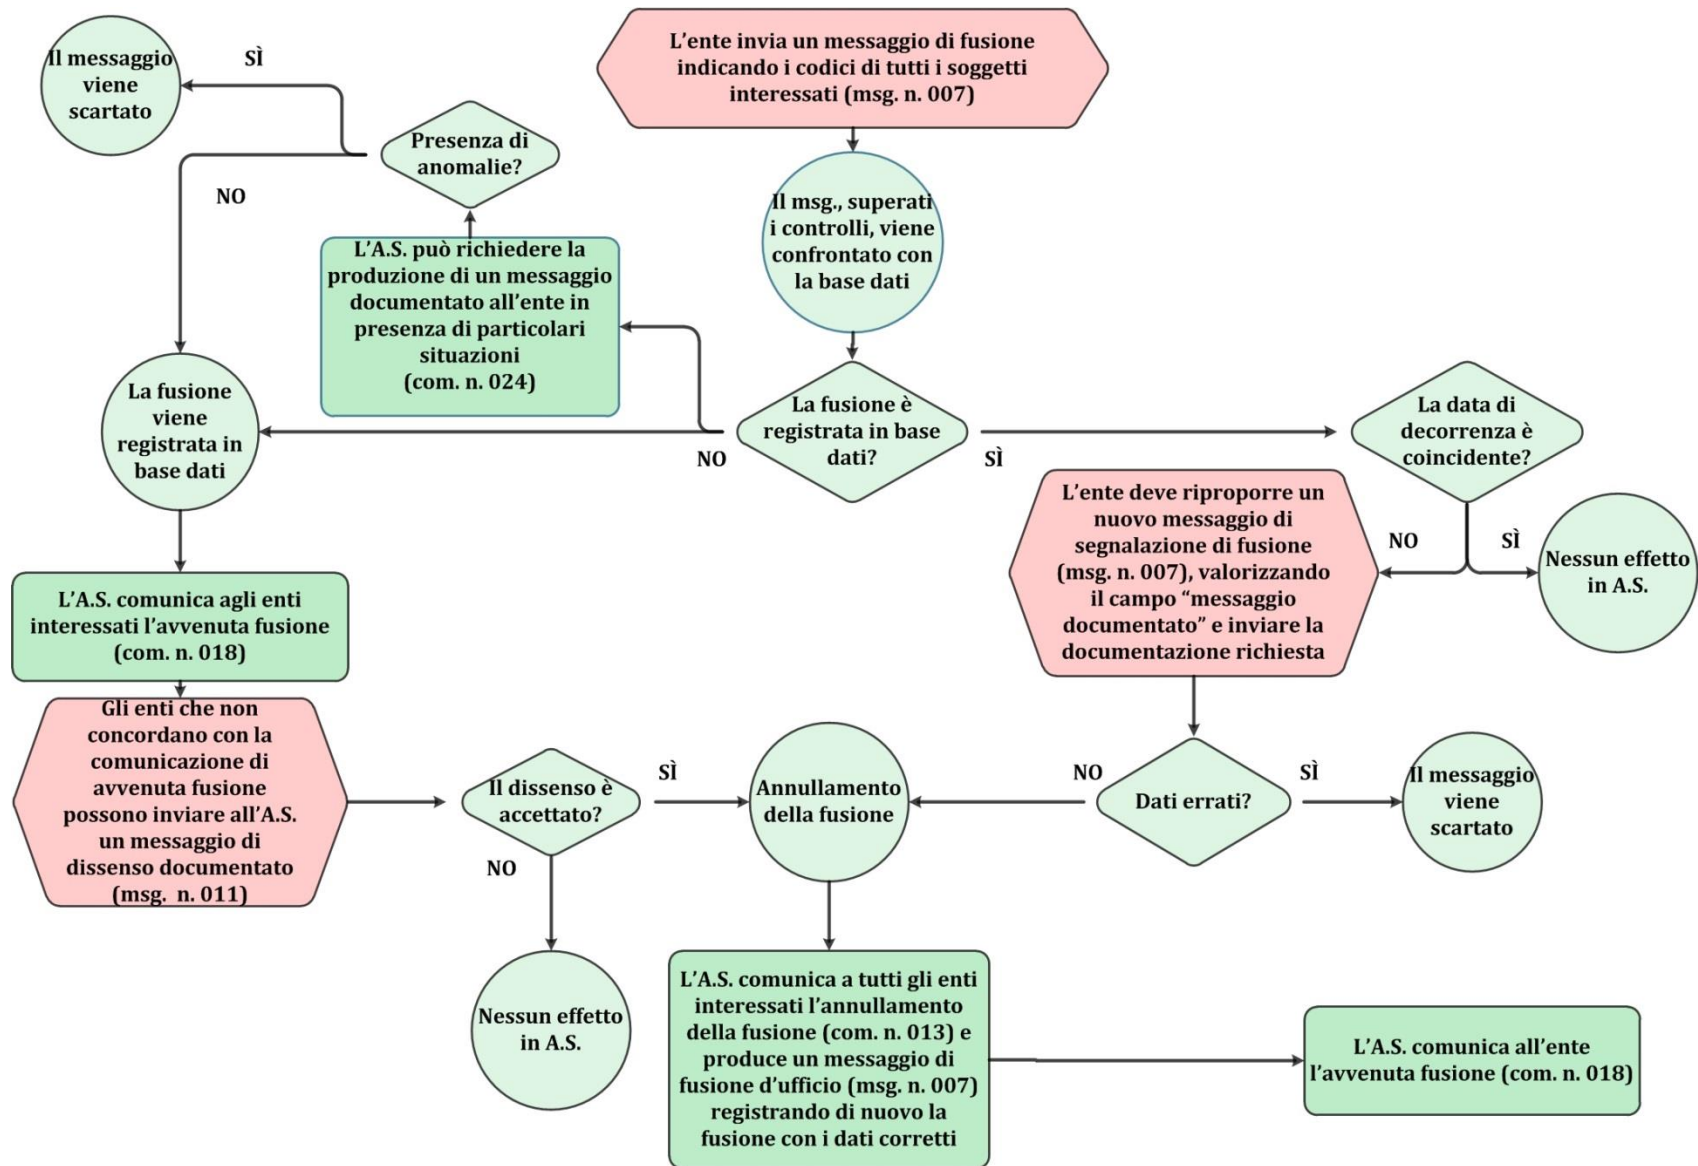 L'ente invia un messaggio di fusione
indicando i codici di tutti i soggetti
interessati (msg. n. 007)
Il messaggio
viene
scartato
SÌ
Presenza di
anomalie?
NO
Il msg., superati
i controlli, viene
confrontato con
la base dati
L'A.S. può richiedere la
produzione di un messaggio
documentato all'ente in
presenza di particolari
situazioni
(com. n. 024)
La fusione
viene
registrata in
base dati
La fusione è
registrata in base
dati?
NO
SÌ
La data di
decorrenza è
coincidente?
L'ente deve riproporre un
nuovo messaggio di
segnalazione di fusione
(msg. n. 007), valorizzando
il campo “messaggio
documentato” e inviare la
documentazione richiesta
NO
SÌ
Nessun effetto
in A.S.
L'A.S. comunica agli enti
interessati l'avvenuta fusione
(com. n. 018)
Gli enti che non
concordano con la
comunicazione di
avvenuta fusione
possono inviare all'A.S.
un messaggio di
dissenso documentato
(msg. n. 011)
Il dissenso è
accettato?
SÌ
NO
Annullamento
della fusione
NO
Dati errati?
SÌ
Il messaggio
viene
scartato
Nessun effetto
in A.S.
L'A.S. comunica a tutti gli enti
interessati l'annullamento
della fusione (com. n. 013) e
produce un messaggio di
fusione d'ufficio (msg. n. 007)
registrando di nuovo la
fusione con i dati corretti
L'A.S. comunica all'ente
l'avvenuta fusione (com. n. 018)